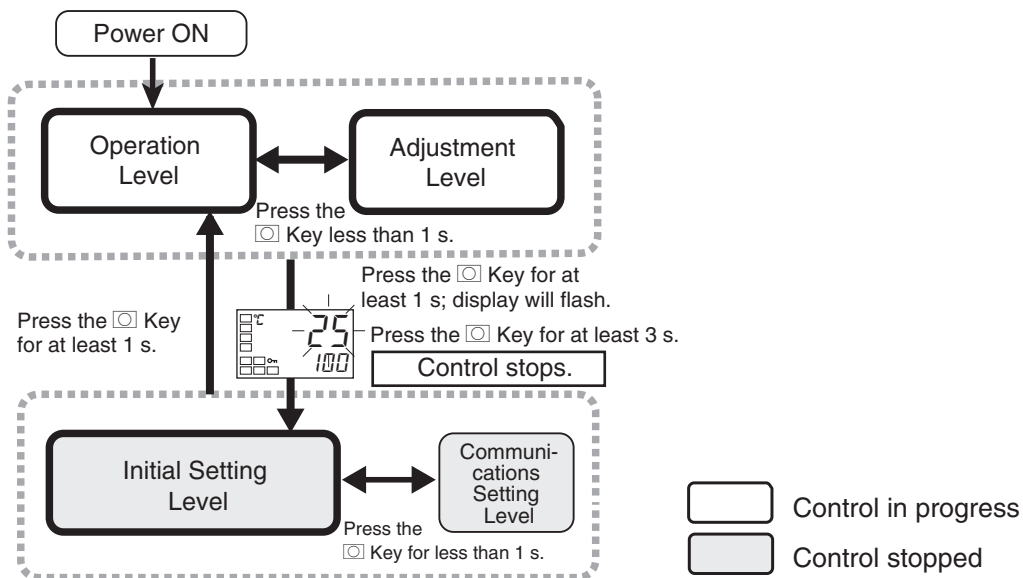 Power ON
Operation
Level
Adjustment
Level
Press the
Key less than 1 s.
Press the Key for at
least 1 s; display will flash.
Press the Key
for at least 1 s.
°C
25
100
Press the Key for at least 3 s.
Control stops.
Initial Setting
Level
Communi-
cations
Setting
Level
Press the
Key for less than 1 s.
Control in progress
Control stopped